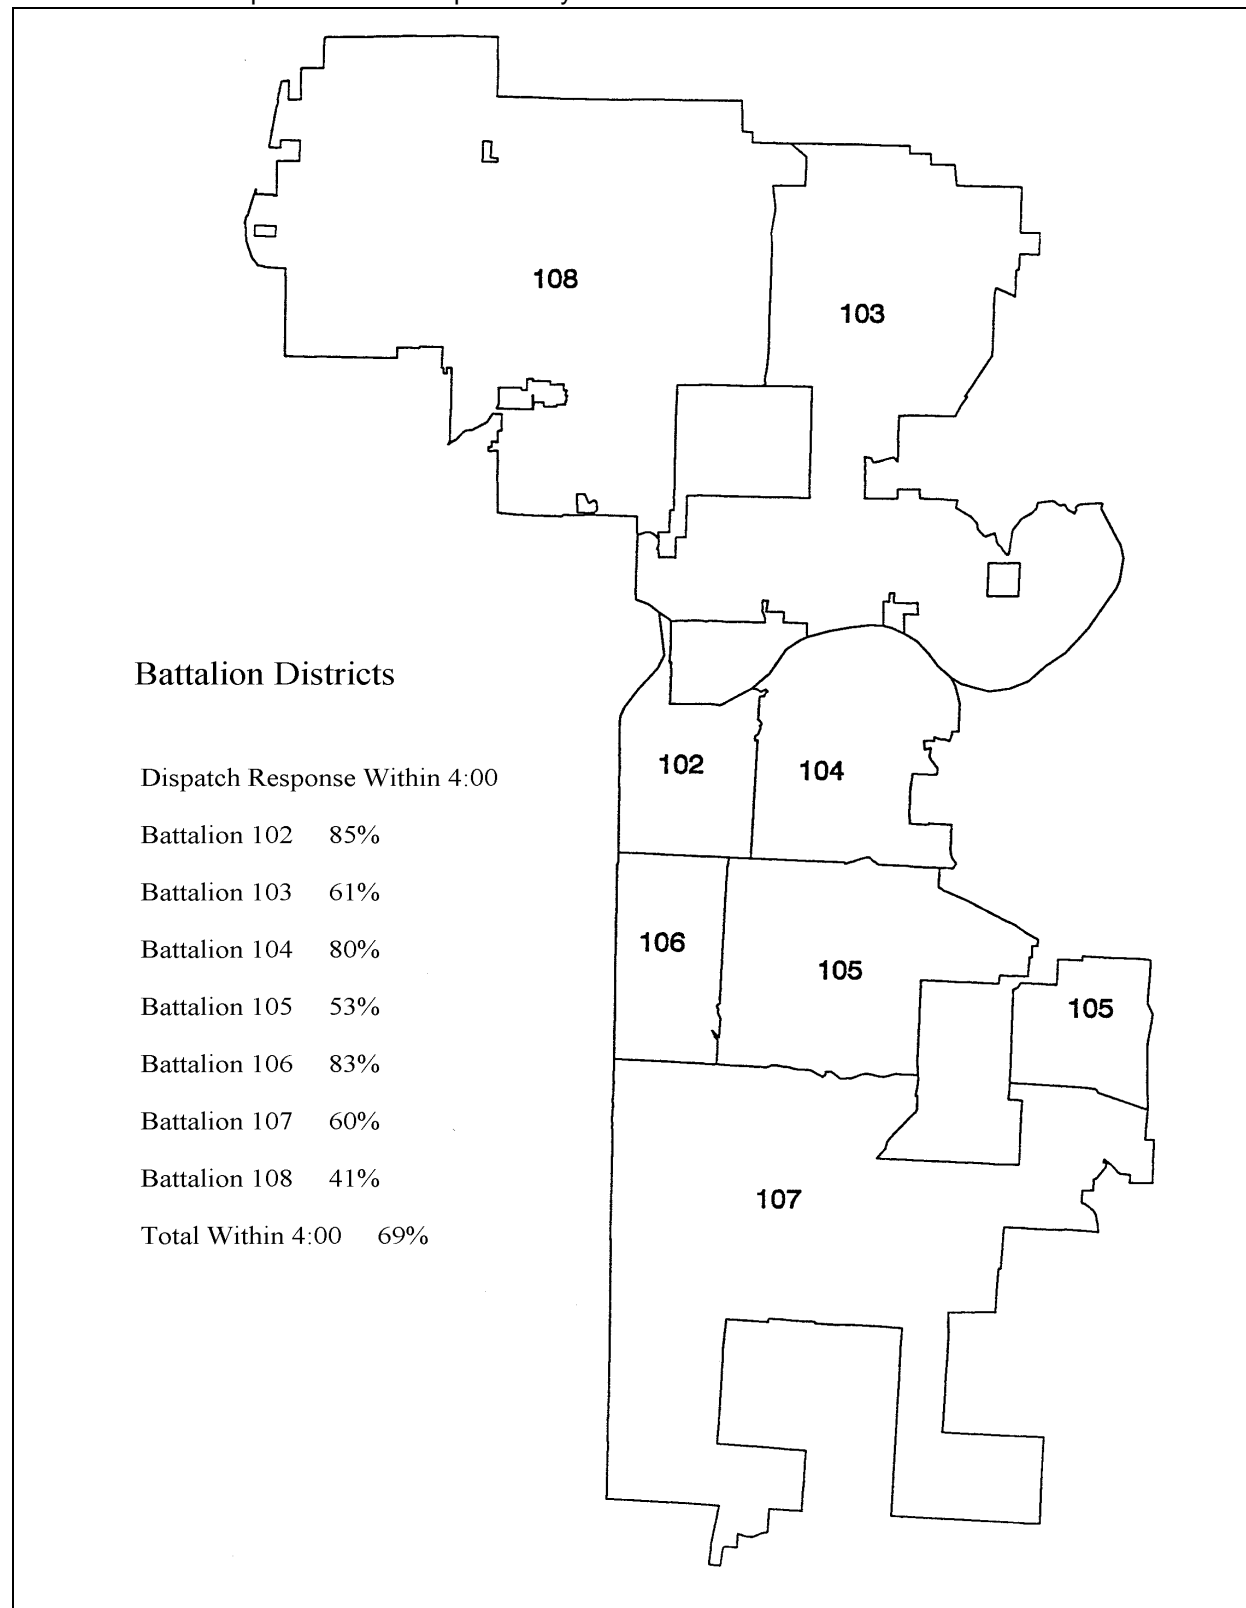 108
103
Battalion Districts
102
104
Dispatch Response Within 4:00
Battalion 102 85%
Battalion 103 61%
106
Battalion 104 80%
105
105
Battalion 105 53%
Battalion 106 83%
Battalion 107 60%
Battalion 108 41%
107
Total Within 4:00 69%